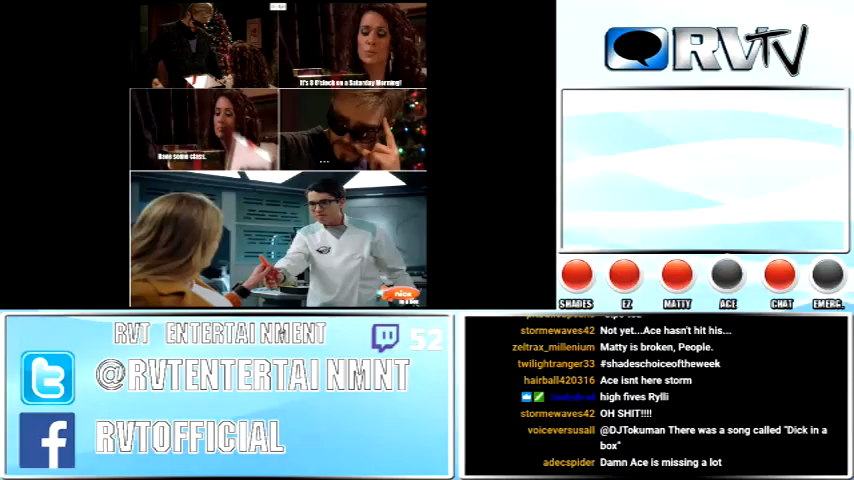 It's 8 O'clock on a Saturday Morning!
Have some class.
...
nick
RVTV
SHADES
EZ
MATTY
ACE
CHAT
EMERG.
RVT ENTERTAINMENT
52
@RVTENTERTAINMNT
RVTOFFICIAL
stormewaves42 Not yet...Ace hasn't hit his...
zeltrax_millenium Matty is broken, People.
twilightranger33 #shadeschoiceoftheweek
hairball420316 Ace isnt here storm
high fives Rylli
stormewaves42 OH SHIT!!!!
voiceversusall @DJTokuman There was a song called "Dick in a
box"
adecspider Damn Ace is missing a lot